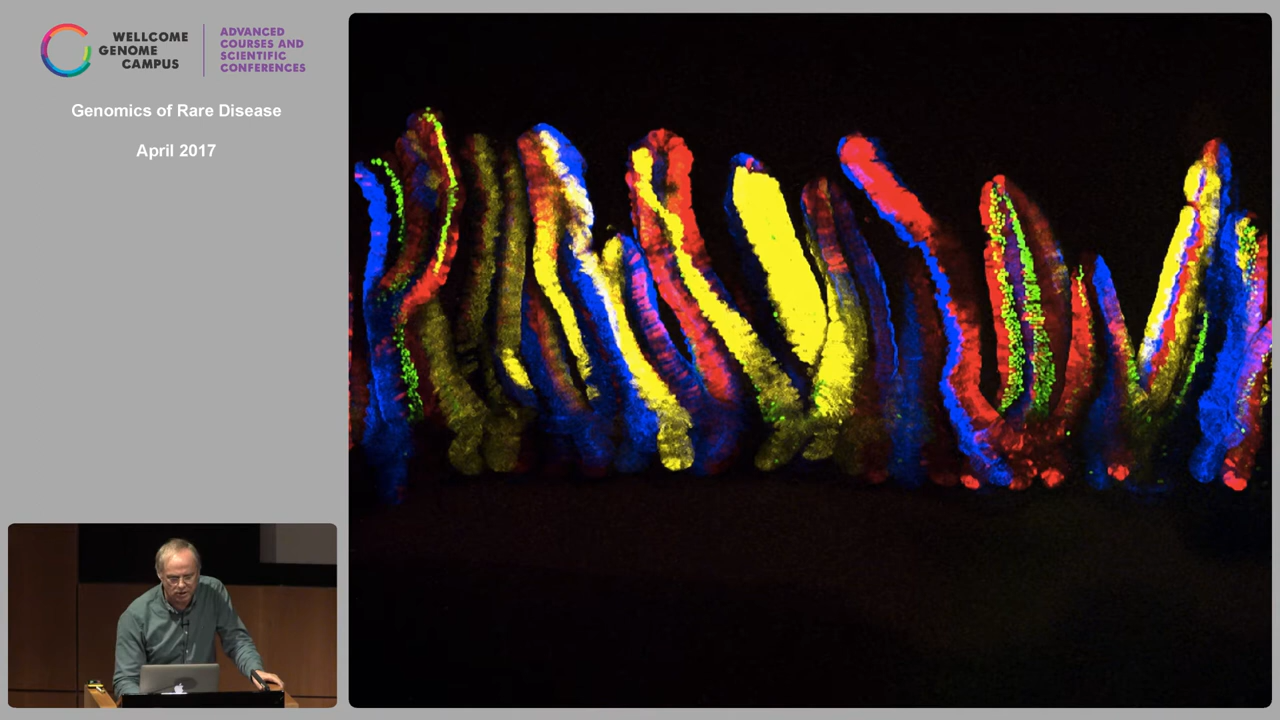 WELLCOME
GENOME
CAMPUS
ADVANCED
COURSES AND
SCIENTIFIC
CONFERENCES
Genomics of Rare Disease
April 2017